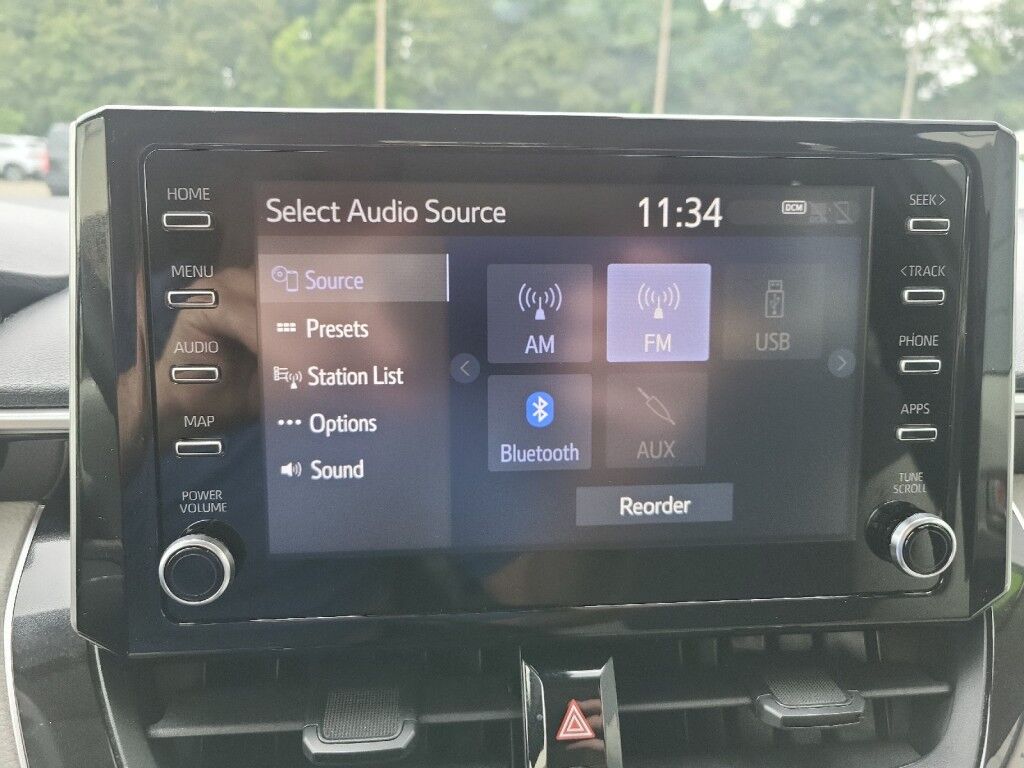 HOME
MENU
AUDIO
MAP
POWER
VOLUME
Select Audio Source
11:34
DCM
Source
Presets
Station List
Options
Sound
AM
FM
USB
Bluetooth
AUX
Reorder
SEEK >
< TRACK
PHONE
APPS
TUNE
SCROLL